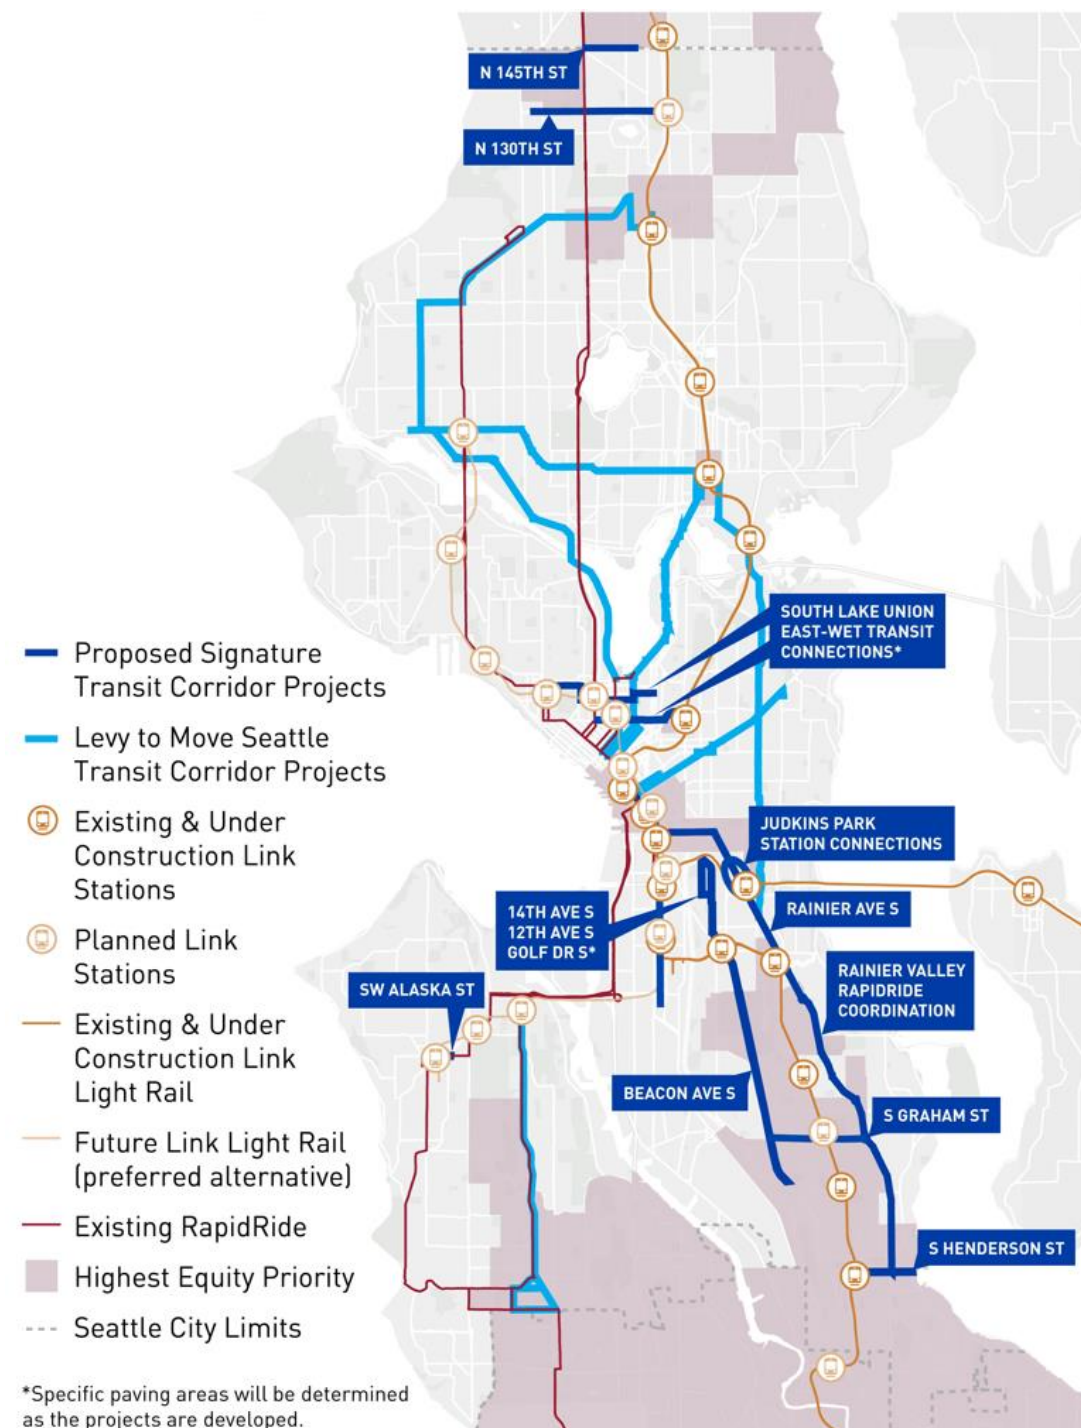 N 145TH ST
N 130TH ST
SOUTH LAKE UNION
EAST-WET TRANSIT
CONNECTIONS*
Proposed Signature
Transit Corridor Projects
Levy to Move Seattle
Transit Corridor Projects
Existing & Under
Construction Link
Stations
Planned Link
Stations
Existing & Under
Construction Link
Light Rail
Future Link Light Rail
(preferred alternative)
Existing RapidRide
Highest Equity Priority
Seattle City Limits
*Specific paving areas will be determined
as the projects are developed.
JUDKINS PARK
STATION CONNECTIONS
14TH AVE S
12TH AVE S
GOLF DR S*
RAINIER AVE S
SW ALASKA ST
RAINIER VALLEY
RAPIDRIDE
COORDINATION
BEACON AVE S
S GRAHAM ST
S HENDERSON ST